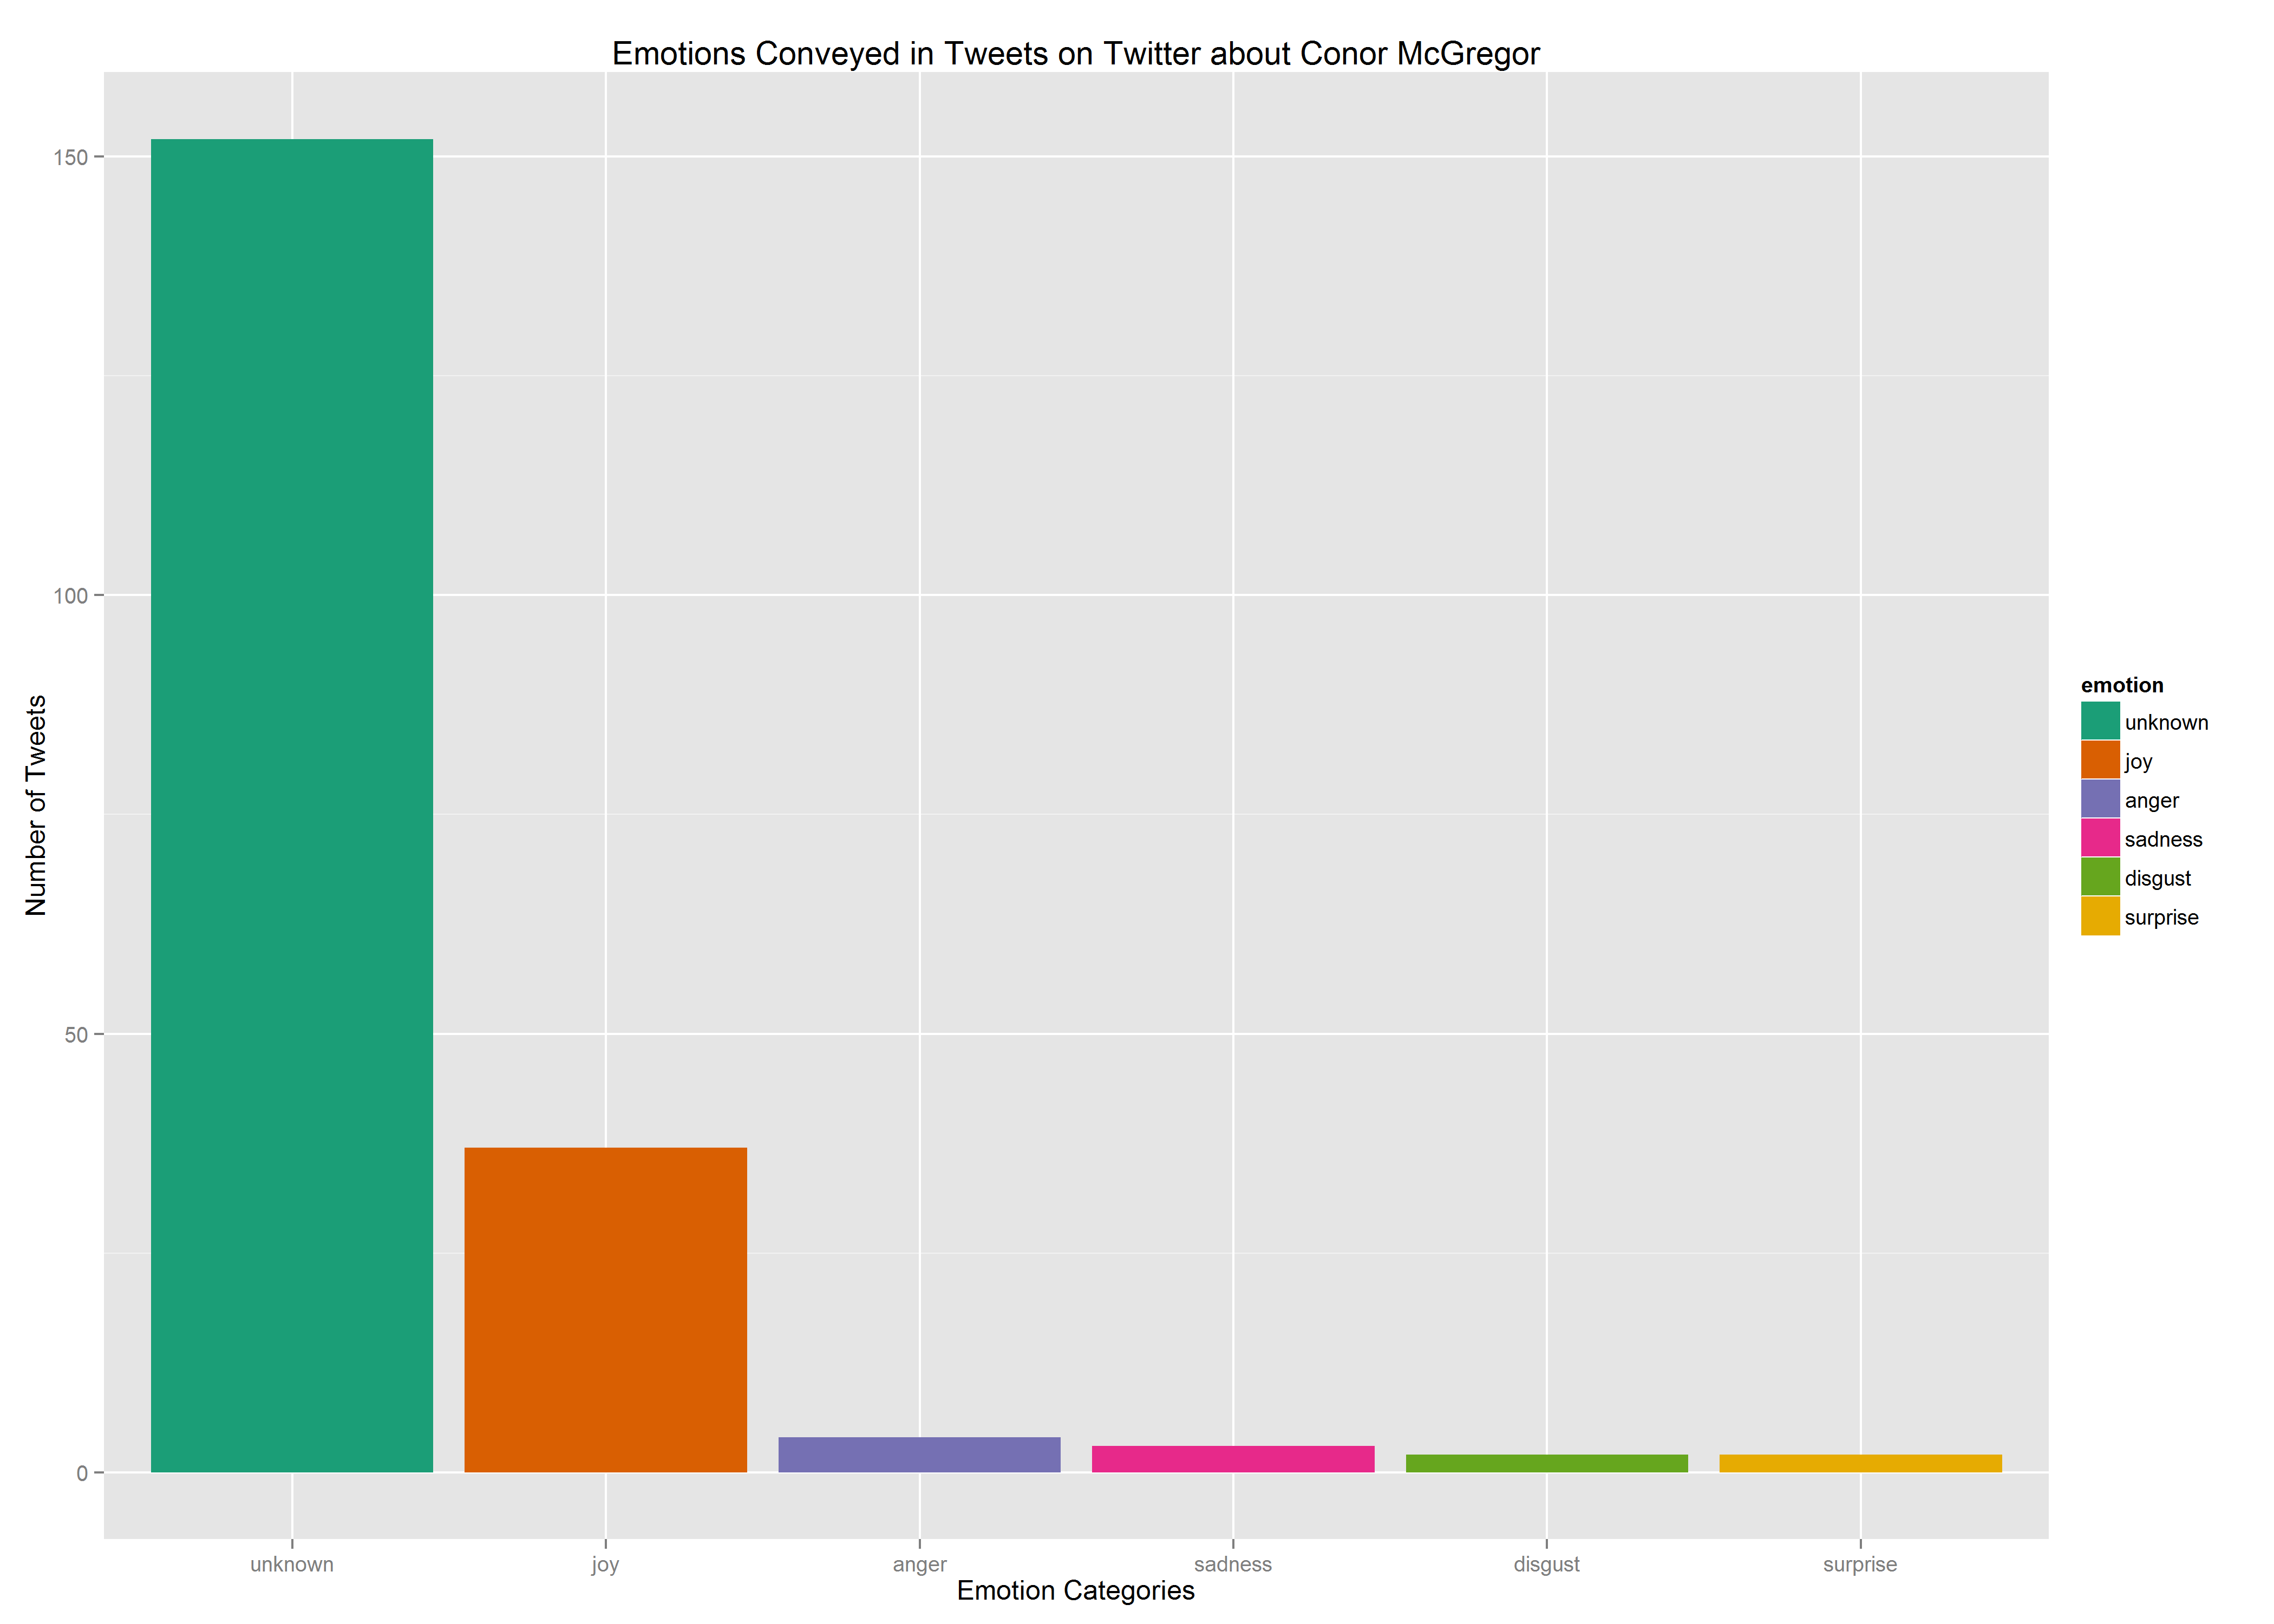 Emotions Conveyed in Tweets on Twitter about Conor McGregor
Number of Tweets
150
100
50
0
unknown
joy
anger
sadness
disgust
surprise
Emotion Categories
emotion
unknown
joy
anger
sadness
disgust
surprise